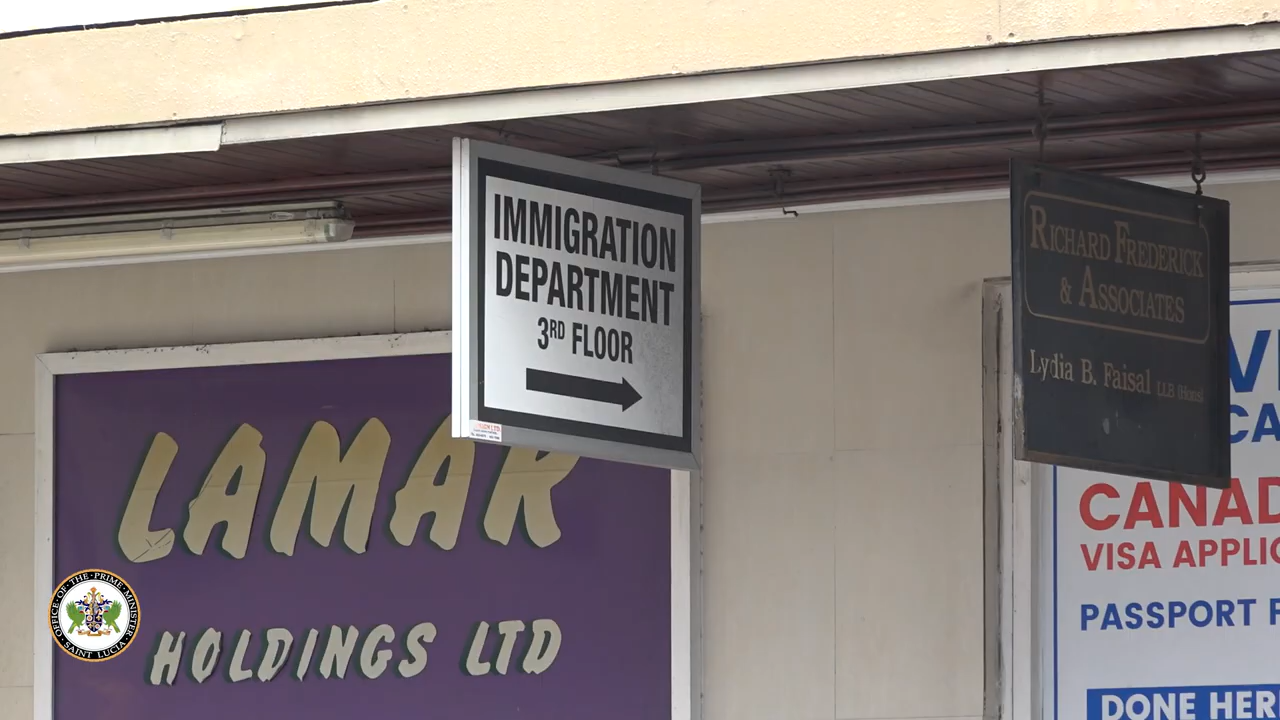 IMMIGRATION
DEPARTMENT
3RD FLOOR
RICHARD FREDERICK
& ASSOCIATES
Lydia B. Faisal LLB (Hons)
LAMAR
HOLDINGS LTD
CANAD
VISA APPLIC
PASSPORT
DONE HER
OFFICE·OF·THE·PRIME·MINISTER
SAINT LUCIA